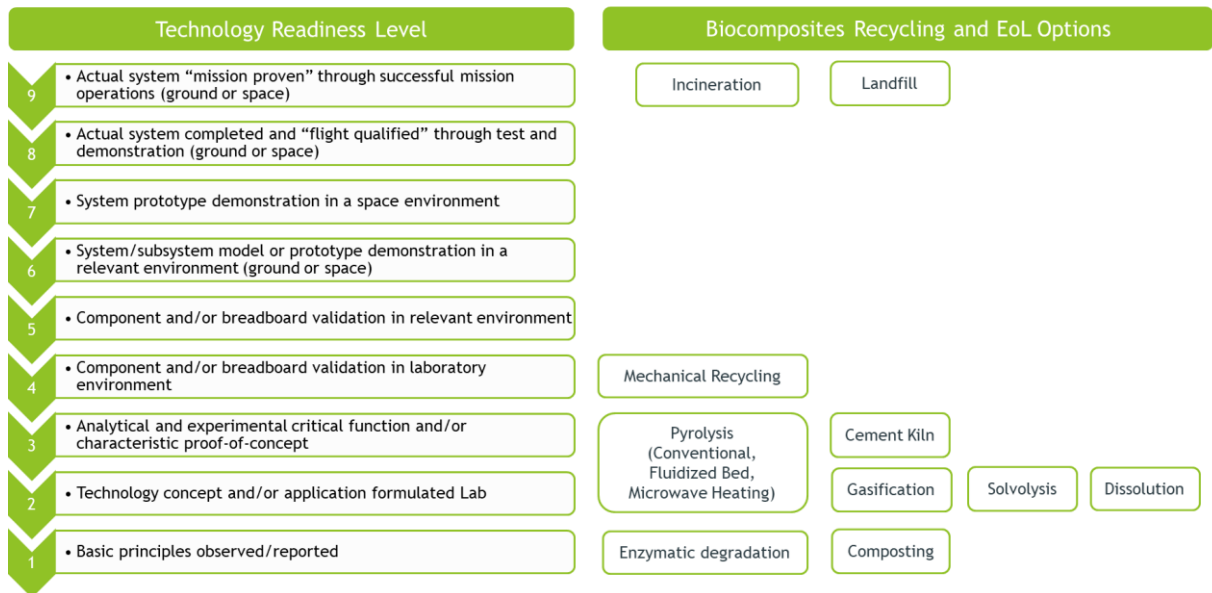 Technology Readiness Level
Biocomposites Recycling and EoL Options
9
• Actual system “mission proven” through successful mission
operations (ground or space)
Incineration
Landfill
8
• Actual system completed and “flight qualified” through test and
demonstration (ground or space)
7
• System prototype demonstration in a space environment
6
• System/subsystem model or prototype demonstration in a
relevant environment (ground or space)
5
• Component and/or breadboard validation in relevant environment
4
• Component and/or breadboard validation in laboratory
environment
Mechanical Recycling
3
• Analytical and experimental critical function and/or
characteristic proof-of-concept
Pyrolysis
(Conventional,
Fluidized Bed,
Microwave Heating)
Cement Kiln
2
• Technology concept and/or application formulated Lab
Gasification
Solvolysis
Dissolution
1
• Basic principles observed/reported
Enzymatic degradation
Composting